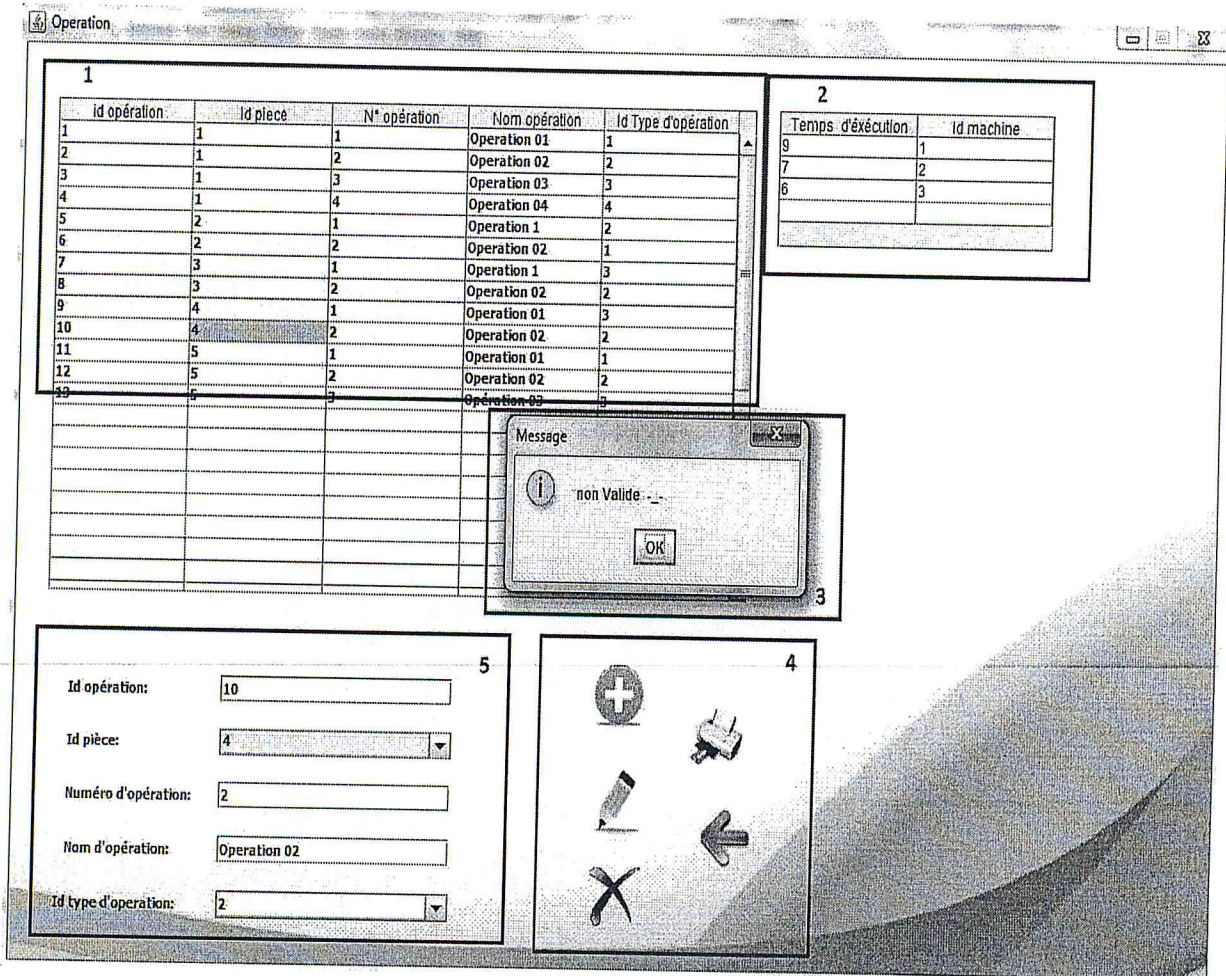 Operation
1
id opération Id piece N° opération Nom opération Id Type d'opération
1 1 1 Operation 01 1
2 1 2 Operation 02 2
3 1 3 Operation 03 3
4 1 4 Operation 04 4
5 2 1 Operation 1 2
6 2 2 Operation 02 1
7 3 1 Operation 1 3
8 3 2 Operation 02 2
9 4 1 Operation 01 3
10 4 2 Operation 02 2
11 5 1 Operation 01 1
12 5 2 Operation 02 2
13 5 3 Opération 03 3
2
Temps d'éxécution Id machine
9 1
7 2
6 3
Message
non Valide -_-
OK
3
5
Id opération: 10
Id pièce: 4
Numéro d'opération: 2
Nom d'opération: Operation 02
Id type d'operation: 2
4